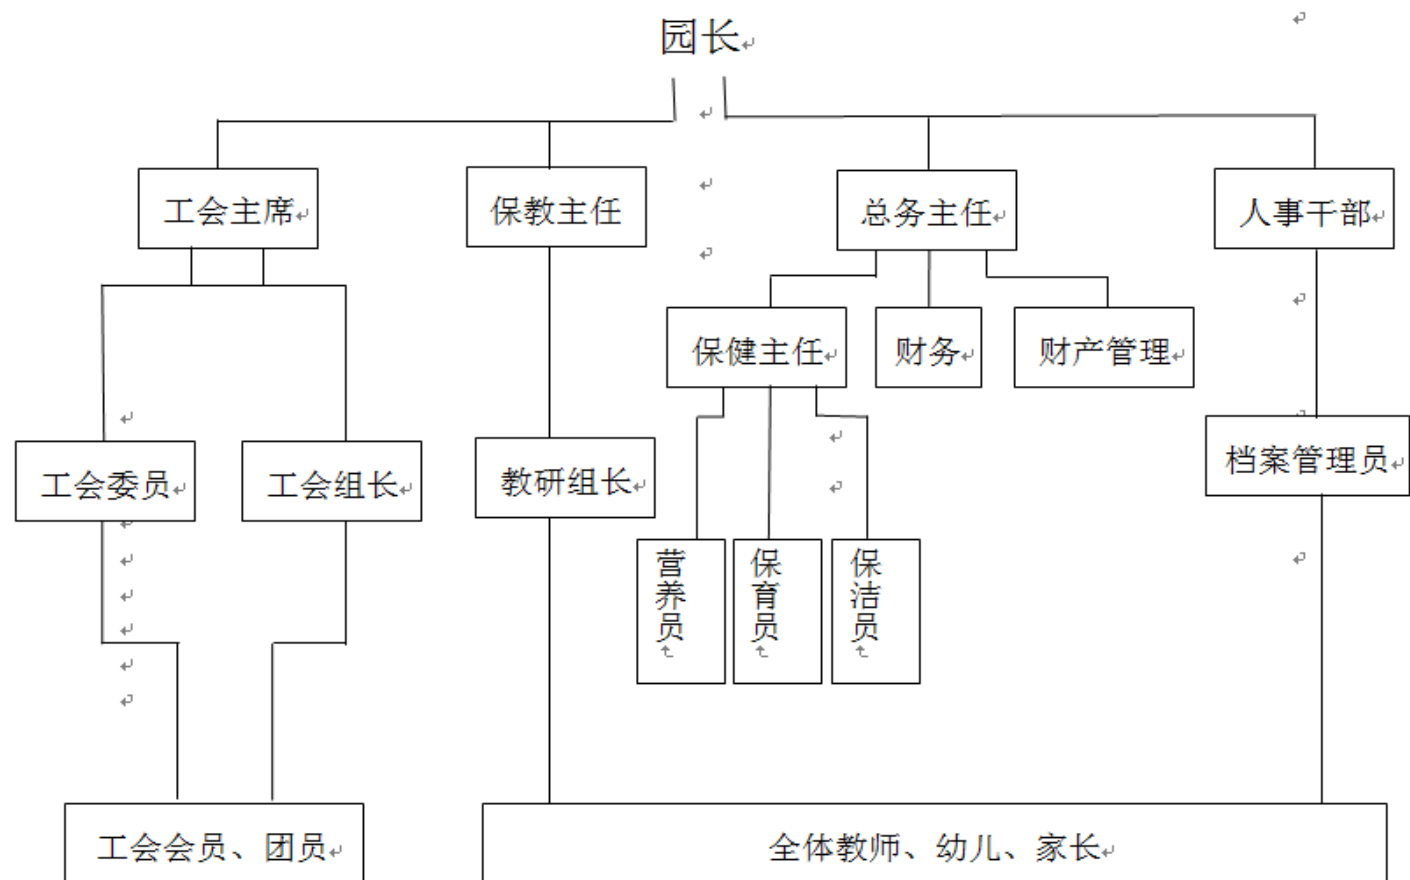 园长
工会主席
保教主任
总务主任
人事干部
保健主任
财务
财产管理
工会委员
工会组长
教研组长
档案管理员
营养员
保育员
保洁员
工会会员、团员
全体教师、幼儿、家长